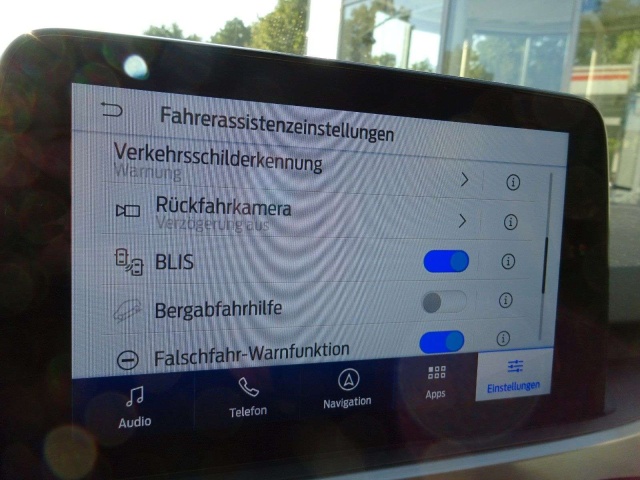 Fahrerassistenzeinstellungen
Verkehrsschilderkennung
Warnung
Rückfahrkamera
Verzögerung aus
BLIS
Bergabfahrhilfe
Falschfahr-Warnfunktion
Audio
Telefon
Navigation
Apps
Einstellungen